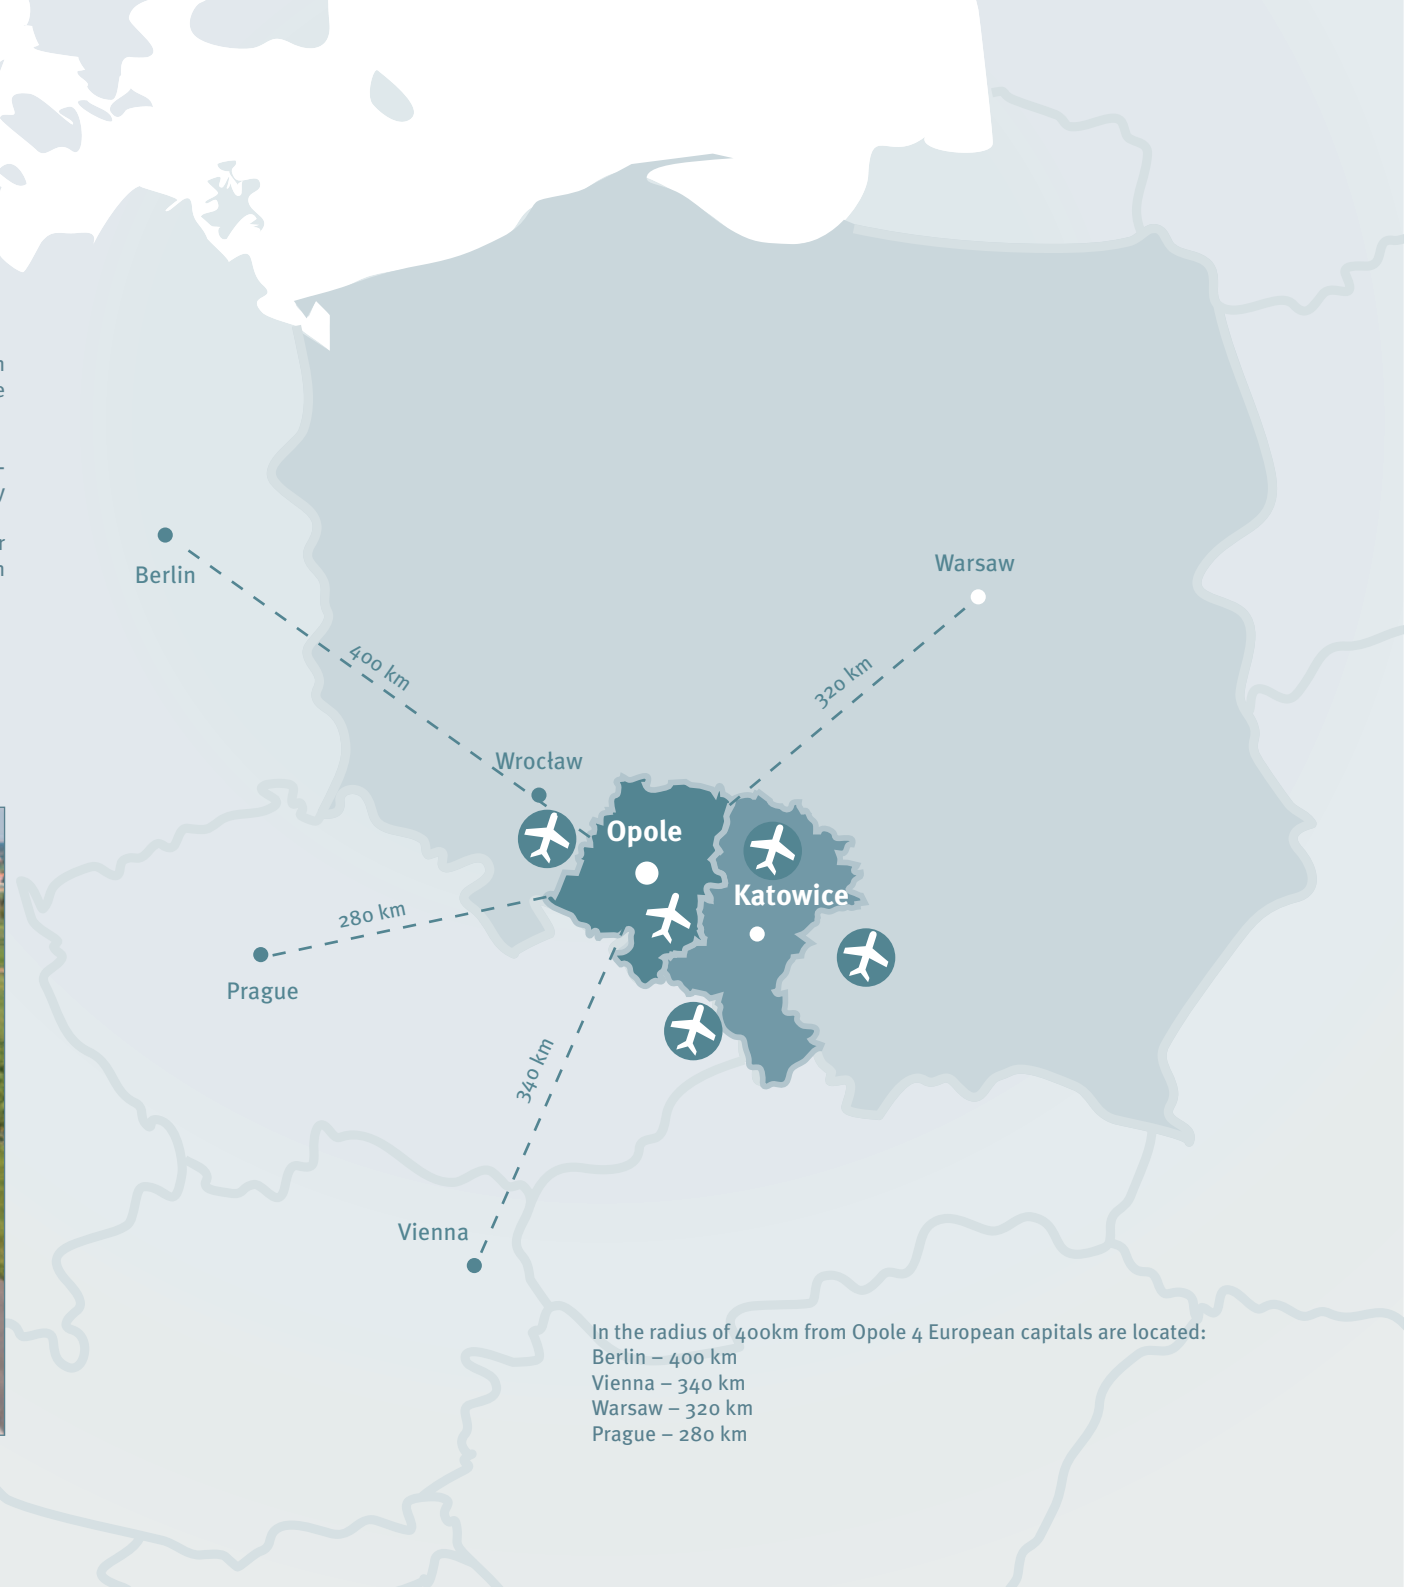 Berlin
Warsaw
400 km
320 km
Wrocław
Opole
Katowice
280 km
Prague
340 km
Vienna
In the radius of 400km from Opole 4 European capitals are located:
Berlin – 400 km
Vienna – 340 km
Warsaw – 320 km
Prague – 280 km